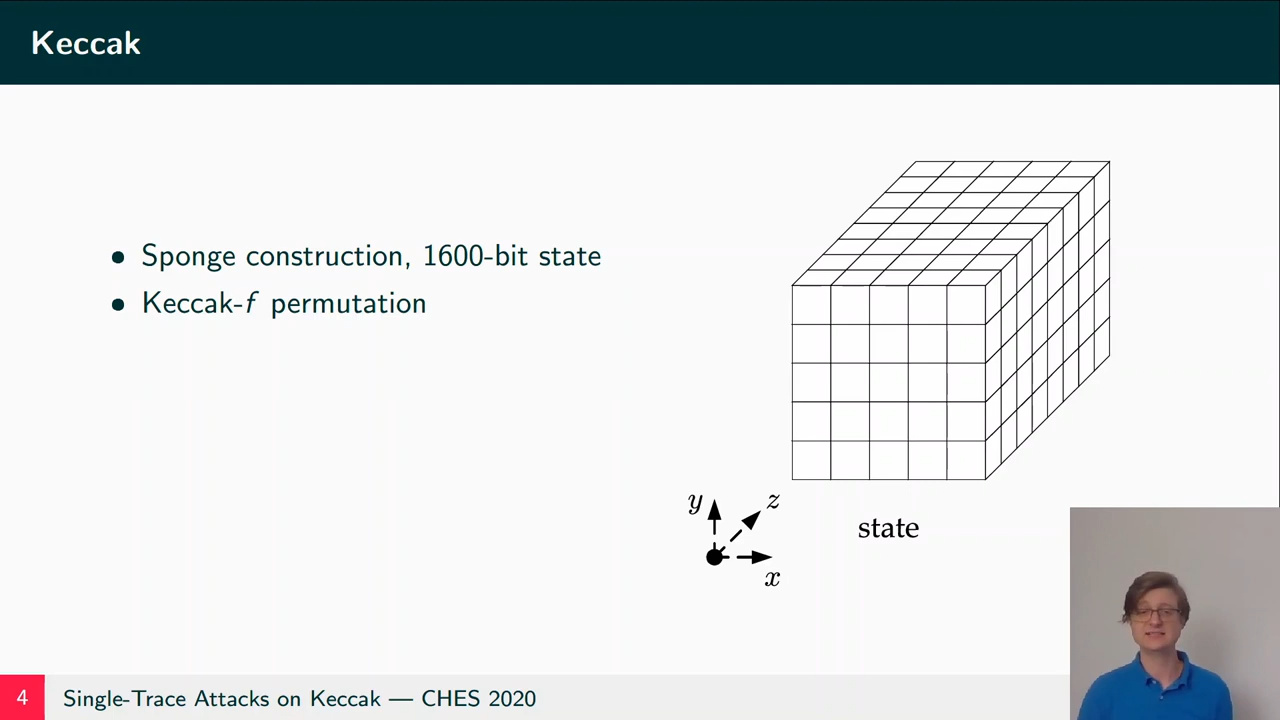 Keccak
• Sponge construction, 1600-bit state
• Keccak-f permutation
y
z
x
state
4
Single-Trace Attacks on Keccak — CHES 2020